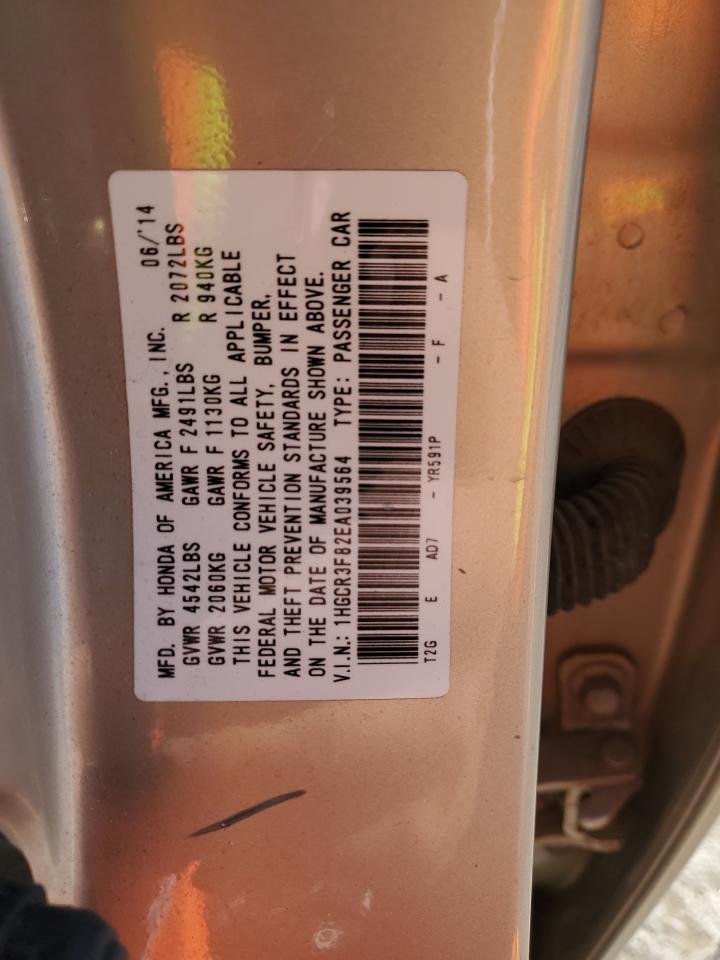 MFD. BY HONDA OF AMERICA MFG., INC. 06/'14
GVWR 4542LBS GAWR F 2491LBS R 2072LBS
GVWR 2060KG GAWR F 1130KG R 940KG
THIS VEHICLE CONFORMS TO ALL APPLICABLE
FEDERAL MOTOR VEHICLE SAFETY, BUMPER,
AND THEFT PREVENTION STANDARDS IN EFFECT
ON THE DATE OF MANUFACTURE SHOWN ABOVE.
V.I.N.: 1HGCR3F82EA039564 TYPE: PASSENGER CAR
T2G E AD7 - YR591P - F - A